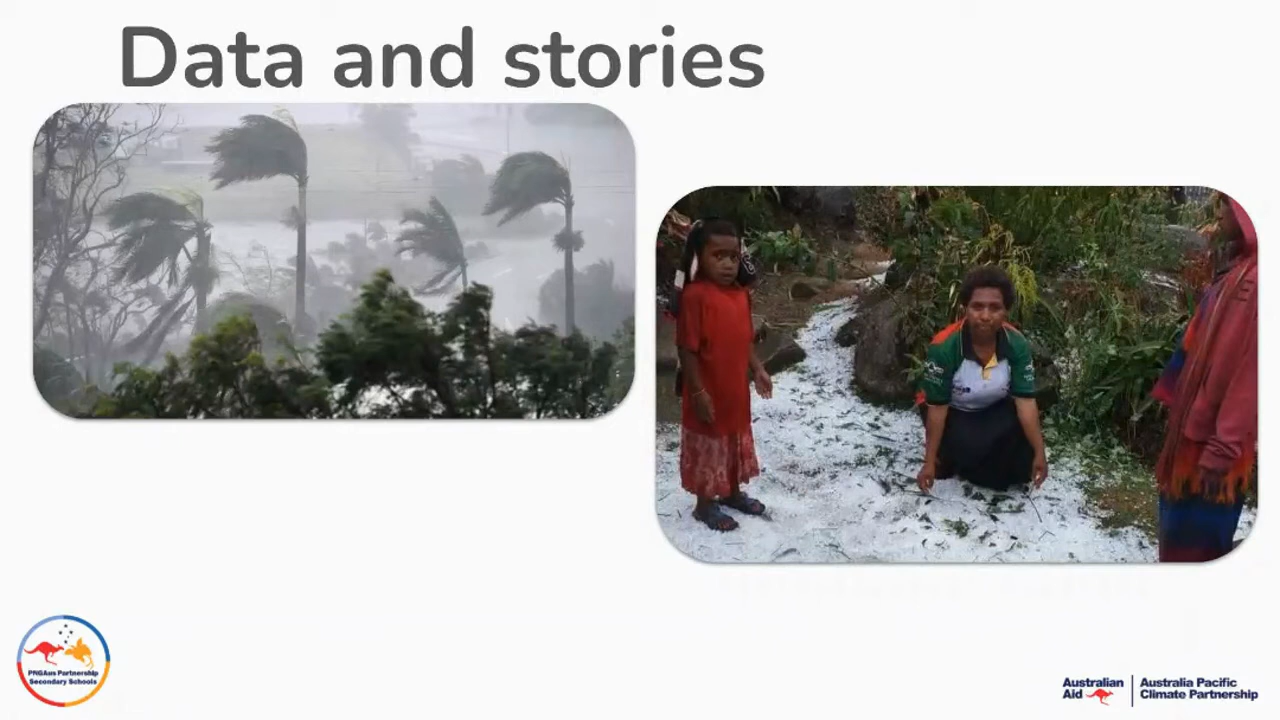 Data and stories
PNGAus Partnership
Secondary Schools
Australian
Aid
Australia Pacific
Climate Partnership